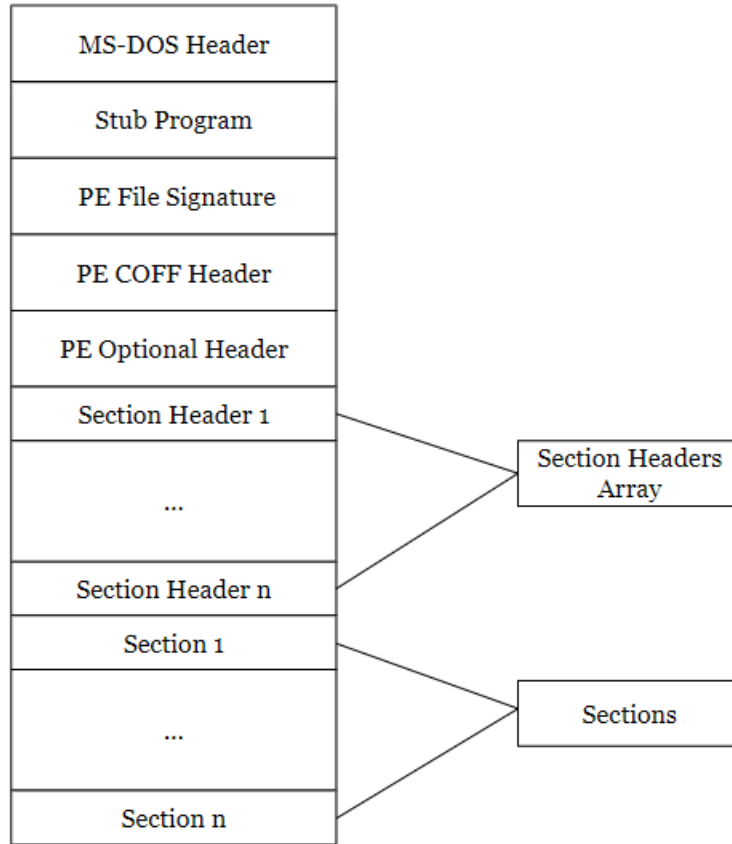 MS-DOS Header
Stub Program
PE File Signature
PE COFF Header
PE Optional Header
Section Header 1
...
Section Header n
Section 1
...
Section n
Section Headers
Array
Sections